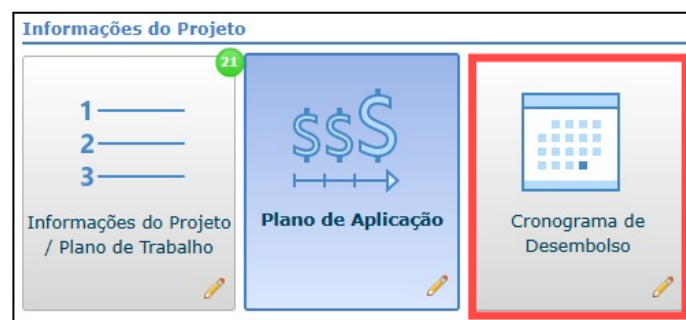 Informações do Projeto
21
1
2
3
Informações do Projeto
/ Plano de Trabalho
$$$
Plano de Aplicação
Cronograma de
Desembolso